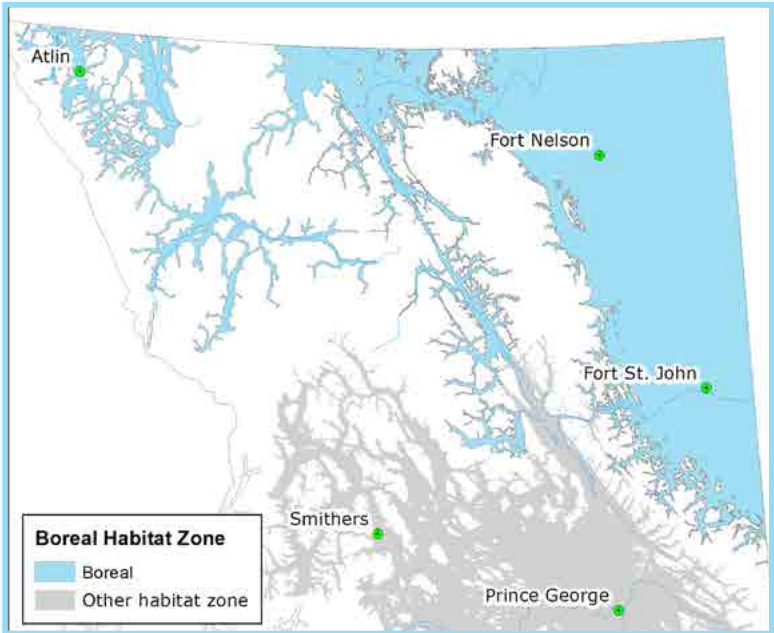 Atlin
Fort Nelson
Fort St. John
Smithers
Prince George
Boreal Habitat Zone
Boreal
Other habitat zone